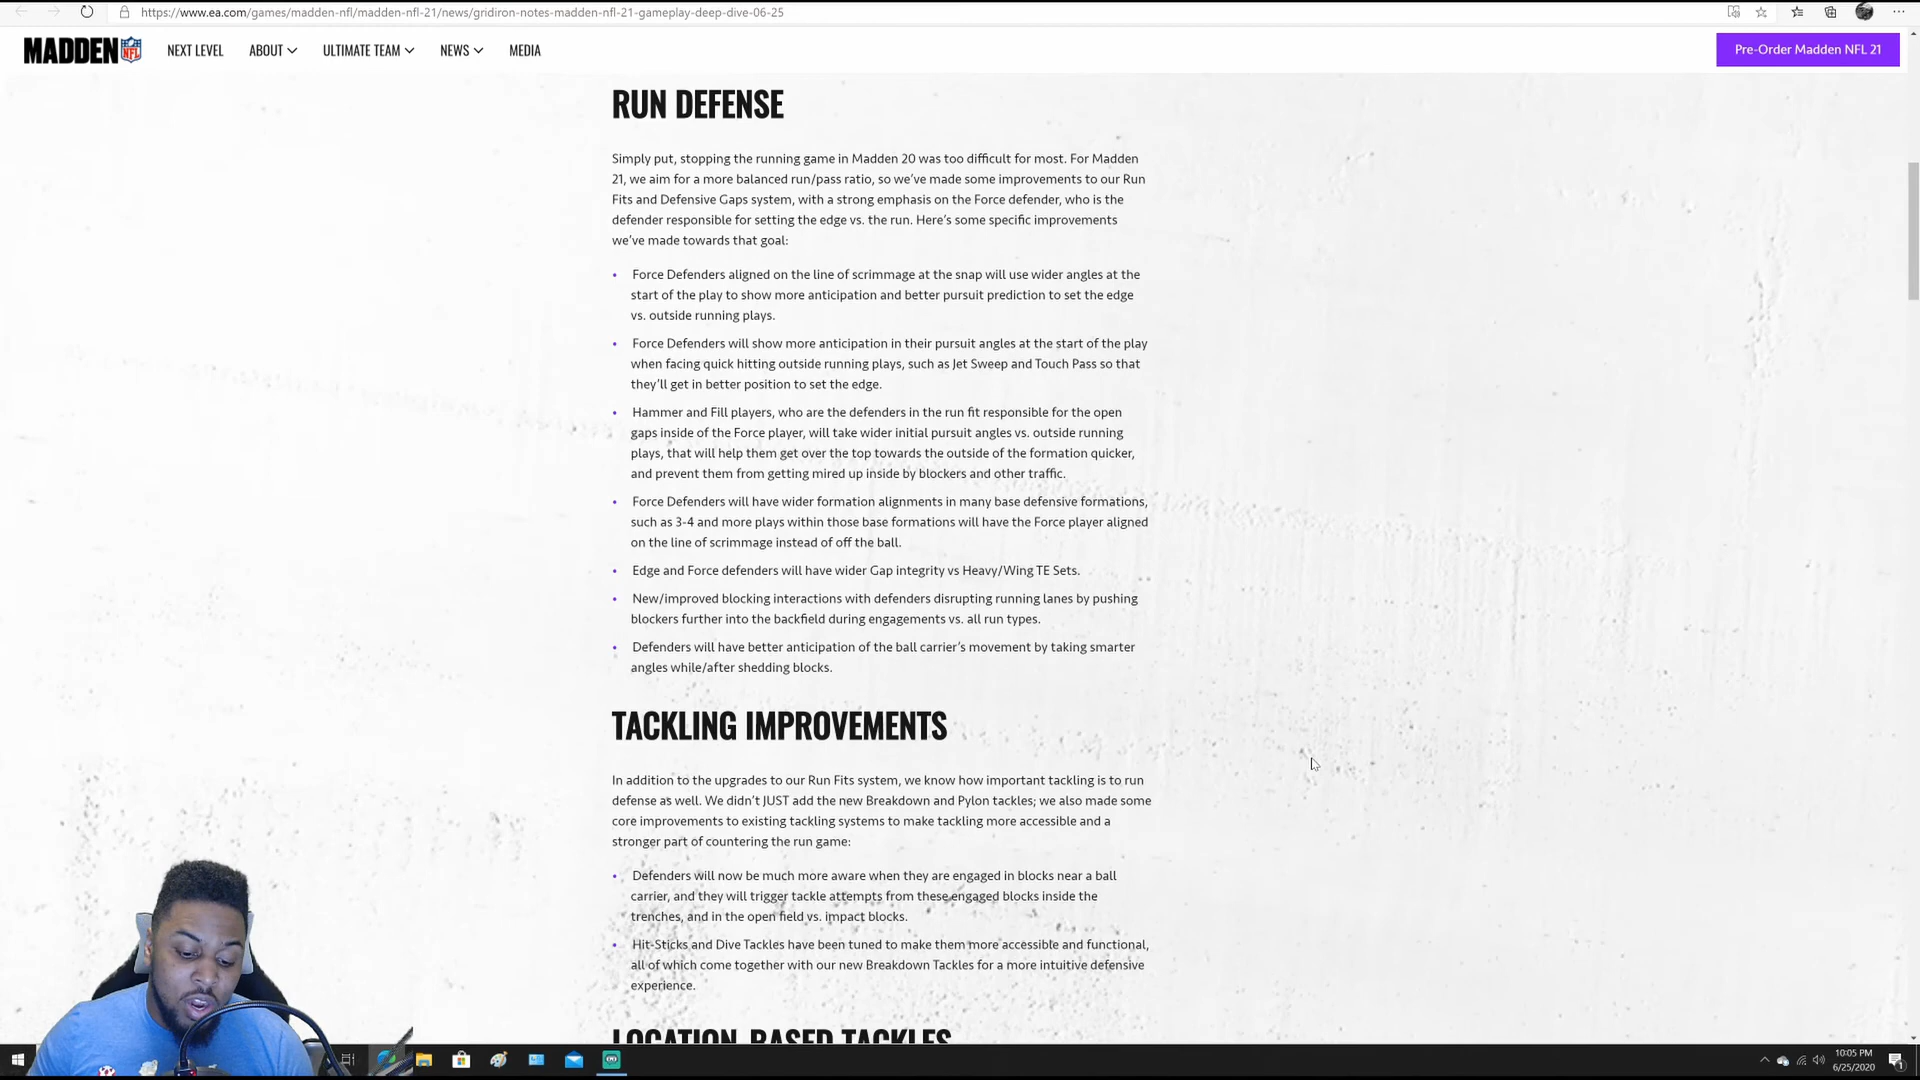 https://www.ea.com/games/madden-nfl/madden-nfl-21/news/gridiron-notes-madden-nfl-21-gameplay-deep-dive-06-25
MADDEN NFL NEXT LEVEL ABOUT ULTIMATE TEAM NEWS MEDIA Pre-Order Madden NFL 21
RUN DEFENSE
Simply put, stopping the running game in Madden 20 was too difficult for most. For Madden
21, we aim for a more balanced run/pass ratio, so we've made some improvements to our Run
Fits and Defensive Gaps system, with a strong emphasis on the Force defender, who is the
defender responsible for setting the edge vs. the run. Here's some specific improvements
we've made towards that goal:
• Force Defenders aligned on the line of scrimmage at the snap will use wider angles at the
start of the play to show more anticipation and better pursuit prediction to set the edge
vs. outside running plays.
• Force Defenders will show more anticipation in their pursuit angles at the start of the play
when facing quick hitting outside running plays, such as Jet Sweep and Touch Pass so that
they'll get in better position to set the edge.
• Hammer and Fill players, who are the defenders in the run fit responsible for the open
gaps inside of the Force player, will take wider initial pursuit angles vs. outside running
plays, that will help them get over the top towards the outside of the formation quicker,
and prevent them from getting mired up inside by blockers and other traffic.
• Force Defenders will have wider formation alignments in many base defensive formations,
such as 3-4 and more plays within those base formations will have the Force player aligned
on the line of scrimmage instead of off the ball.
• Edge and Force defenders will have wider Gap integrity vs Heavy/Wing TE Sets.
• New/improved blocking interactions with defenders disrupting running lanes by pushing
blockers further into the backfield during engagements vs. all run types.
• Defenders will have better anticipation of the ball carrier's movement by taking smarter
angles while/after shedding blocks.
TACKLING IMPROVEMENTS
In addition to the upgrades to our Run Fits system, we know how important tackling is to run
defense as well. We didn't JUST add the new Breakdown and Pylon tackles; we also made some
core improvements to existing tackling systems to make tackling more accessible and a
stronger part of countering the run game:
• Defenders will now be much more aware when they are engaged in blocks near a ball
carrier, and they will trigger tackle attempts from these engaged blocks inside the
trenches, and in the open field vs. impact blocks.
• Hit-Sticks and Dive Tackles have been tuned to make them more accessible and functional,
all of which come together with our new Breakdown Tackles for a more intuitive defensive
experience.
LOCATION-BASED TACKLES
10:05 PM
6/25/2020